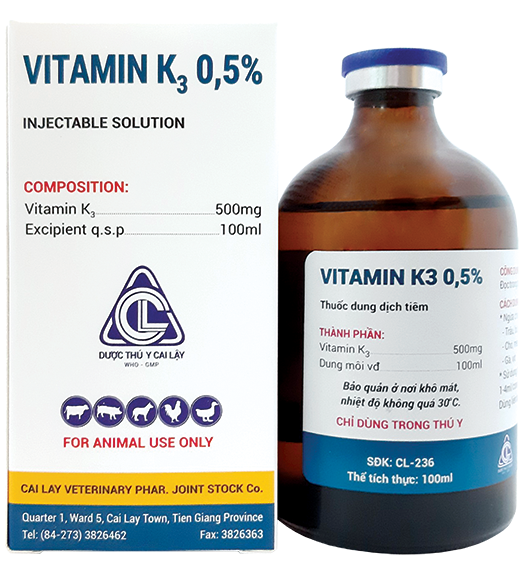 VITAMIN K3 0,5%
INJECTABLE SOLUTION
COMPOSITION:
Vitamin K3 500mg
Excipient q.s.p 100ml
CL
DƯỢC THÚ Y CAI LẬY
WHO - GMP
FOR ANIMAL USE ONLY
CAI LAY VETERINARY PHAR. JOINT STOCK Co.
Quarter 1, Ward 5, Cai Lay Town, Tien Giang Province
Tel: (84-273) 3826462 Fax: 3826363
VITAMIN K3 0,5%
Thuốc dung dịch tiêm
THÀNH PHẦN:
Vitamin K3 500mg
Dung môi vđ 100ml
Bảo quản ở nơi khô mát,
nhiệt độ không quá 30°C.
CHỈ DÙNG TRONG THÚ Y
SĐK: CL-236
Thể tích thực: 100ml